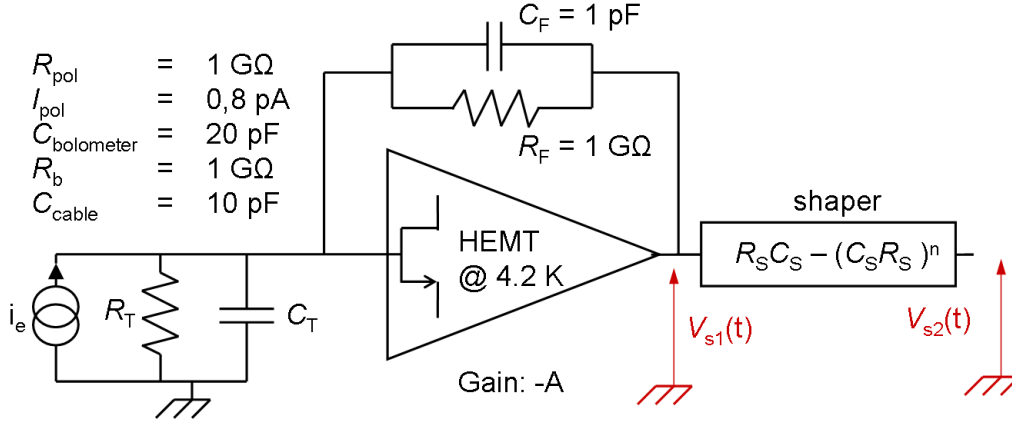 C_F = 1 pF
R_pol = 1 GΩ
I_pol = 0,8 pA
C_bolometer = 20 pF
R_b = 1 GΩ
C_cable = 10 pF
R_F = 1 GΩ
shaper
HEMT
@ 4.2 K
R_SC_S – (C_SR_S )ⁿ
i_e
R_T
C_T
V_s1(t)
V_s2(t)
Gain: -A